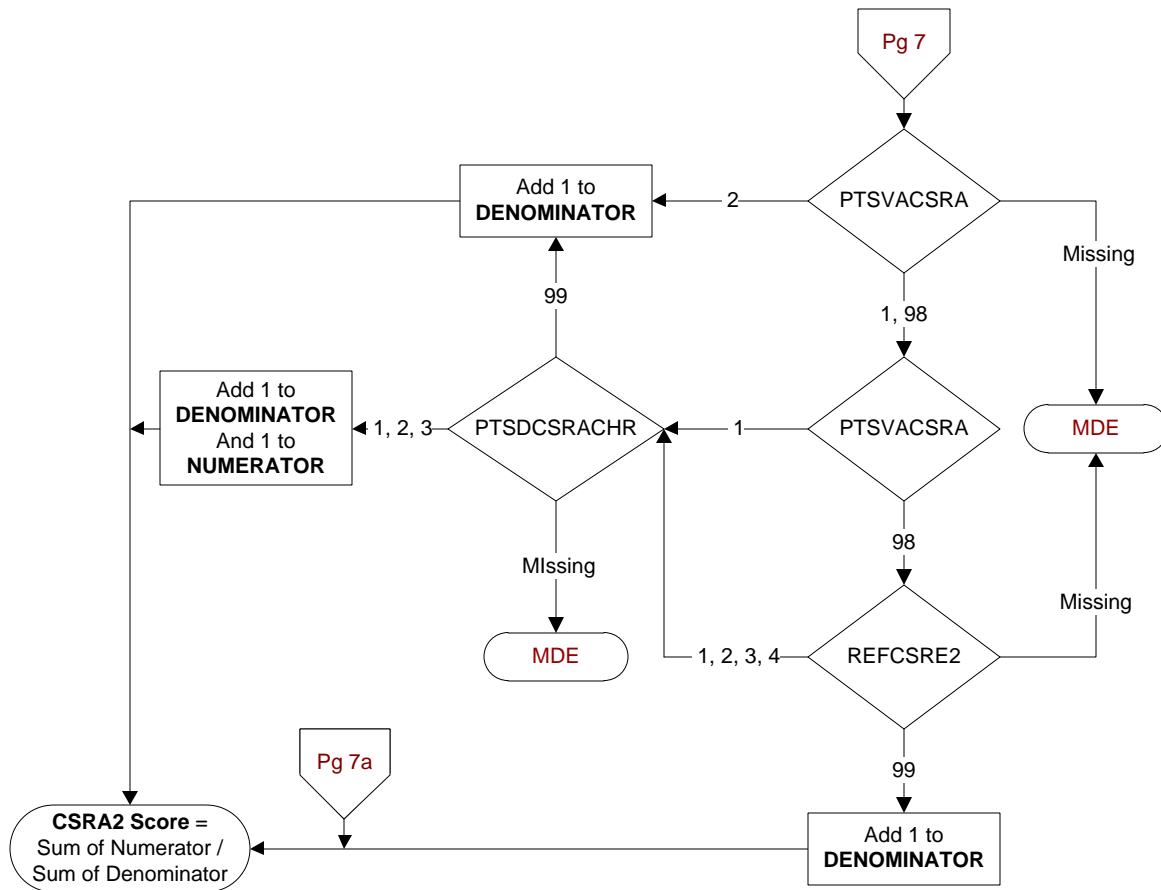 Pg 7
Add 1 to
DENOMINATOR
2
PTSVACSRA
Missing
99
1, 98
Add 1 to
DENOMINATOR
And 1 to
NUMERATOR
1, 2, 3
PTSDCSRACHR
1
PTSVACSRA
MDE
MIssing
98
Missing
MDE
1, 2, 3, 4
REFCSRE2
Pg 7a
99
CSRA2 Score =
Sum of Numerator /
Sum of Denominator
Add 1 to
DENOMINATOR